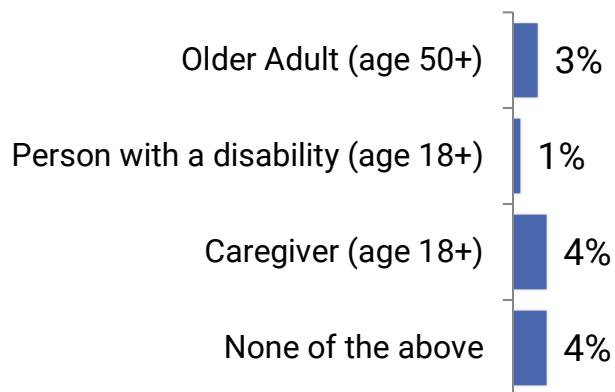 Older Adult (age 50+) 3%
Person with a disability (age 18+) 1%
Caregiver (age 18+) 4%
None of the above 4%